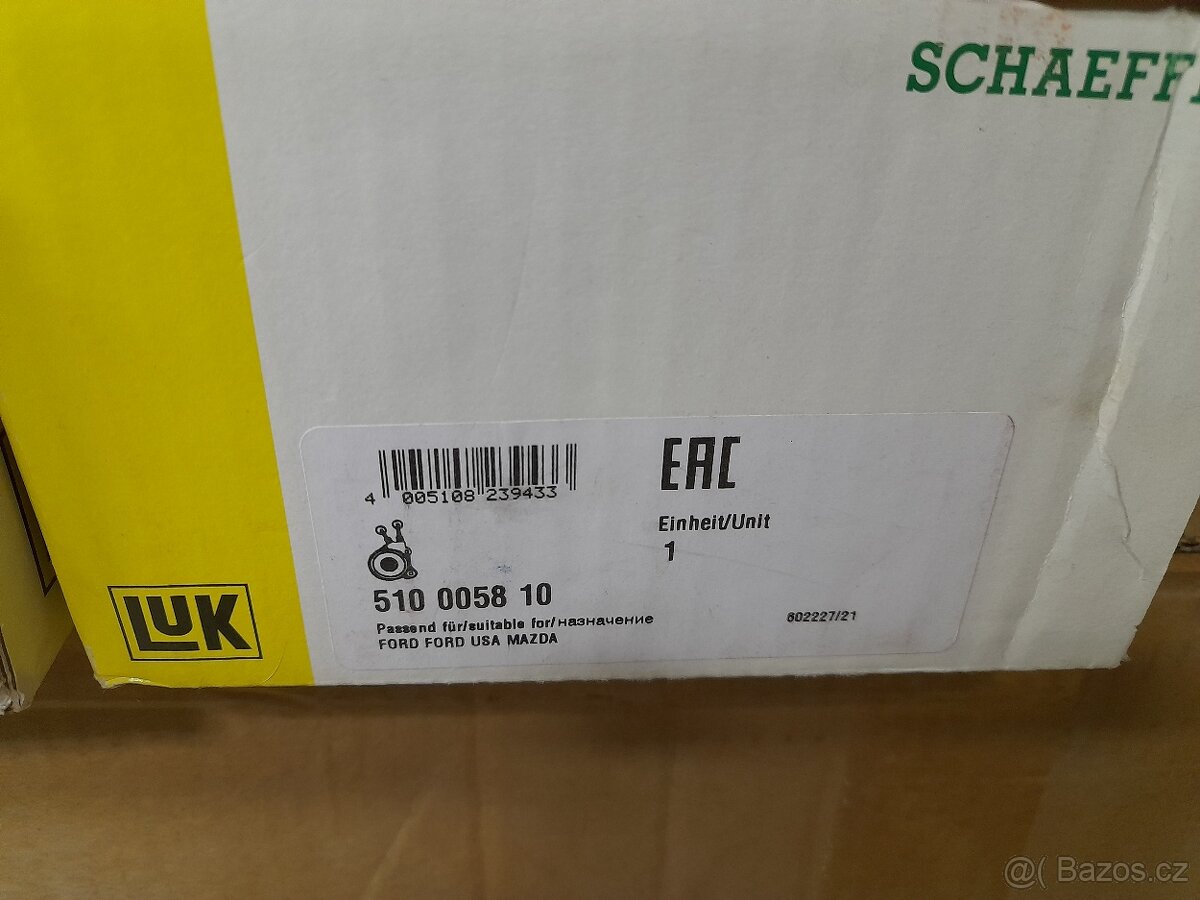 SCHAEFF
4 005108 239433
EAC
Einheit/Unit
1
510 0058 10
Passend für/suitable for/назначение
FORD FORD USA MAZDA
602227/21
LUK
@( Bazos.cz